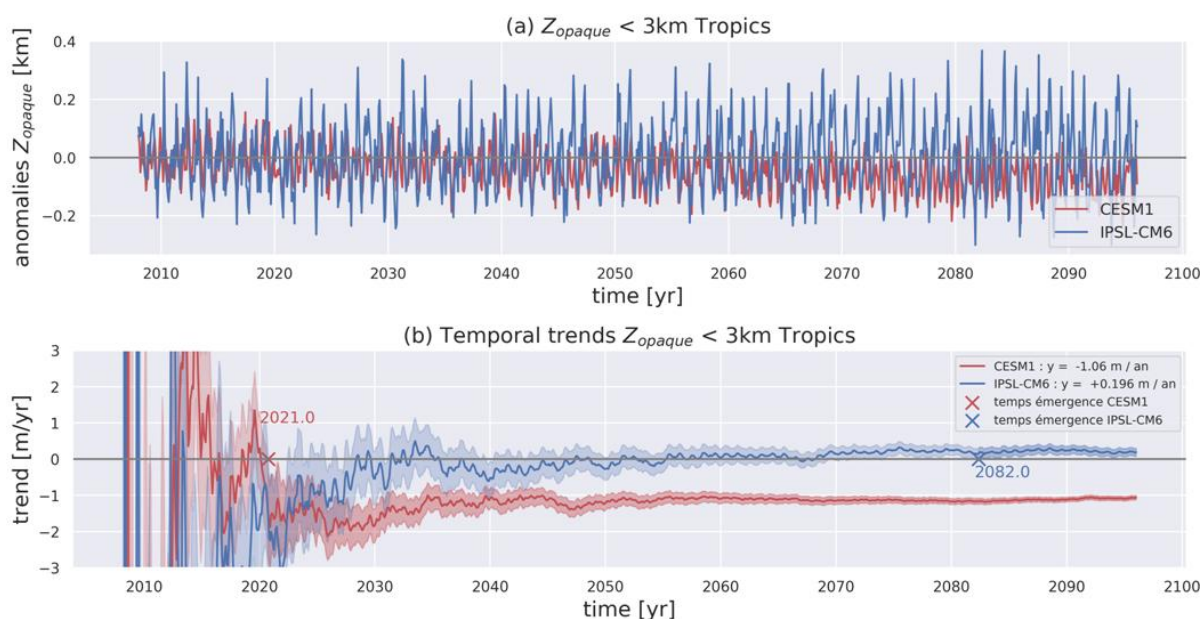 (a) Z_opaque < 3km Tropics
anomalies Z_opaque [km]
0.4
0.2
0.0
−0.2
CESM1
IPSL-CM6
2010 2020 2030 2040 2050 2060 2070 2080 2090 2100
time [yr]
(b) Temporal trends Z_opaque < 3km Tropics
trend [m/yr]
3
2
1
0
−1
−2
−3
CESM1 : y = -1.06 m / an
IPSL-CM6 : y = +0.196 m / an
temps émergence CESM1
temps émergence IPSL-CM6
2021.0
2082.0
2010 2020 2030 2040 2050 2060 2070 2080 2090 2100
time [yr]